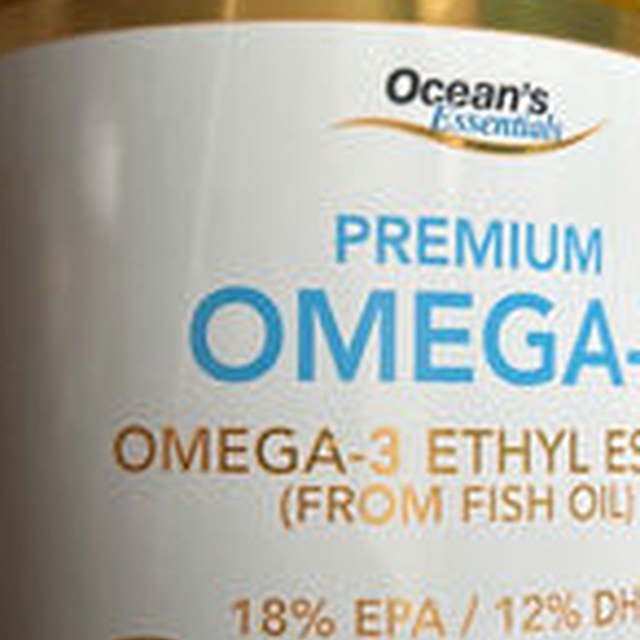 Ocean's
Essentials
PREMIUM
OMEGA-
OMEGA-3 ETHYL ES
(FROM FISH OIL)
18% EPA / 12% DH